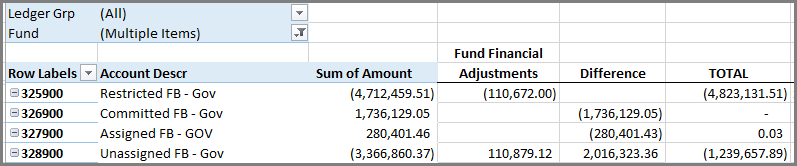 Ledger Grp (All)
Fund (Multiple Items)
Fund Financial
Row Labels Account Descr Sum of Amount Adjustments Difference TOTAL
325900 Restricted FB - Gov (4,712,459.51) (110,672.00) (4,823,131.51)
326900 Committed FB - Gov 1,736,129.05 (1,736,129.05) -
327900 Assigned FB - GOV 280,401.46 (280,401.43) 0.03
328900 Unassigned FB - Gov (3,366,860.37) 110,879.12 2,016,323.36 (1,239,657.89)